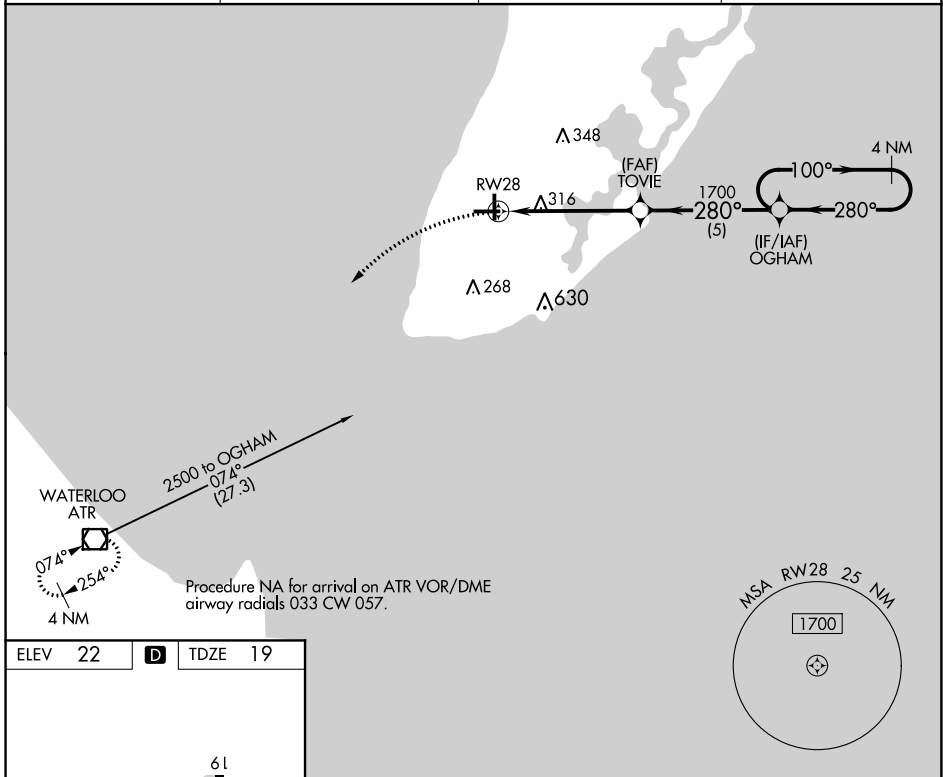 348
4 NM
100°
(FAF)
TOVIE
RW28
316
1700
280°
(5)
280°
(IF/IAF)
OGHAM
268
630
2500 to OGHAM
074°
(27.3)
WATERLOO
ATR
074°
254°
4 NM
Procedure NA for arrival on ATR VOR/DME
airway radials 033 CW 057.
MSA RW28 25 NM
1700
ELEV 22 D TDZE 19
19